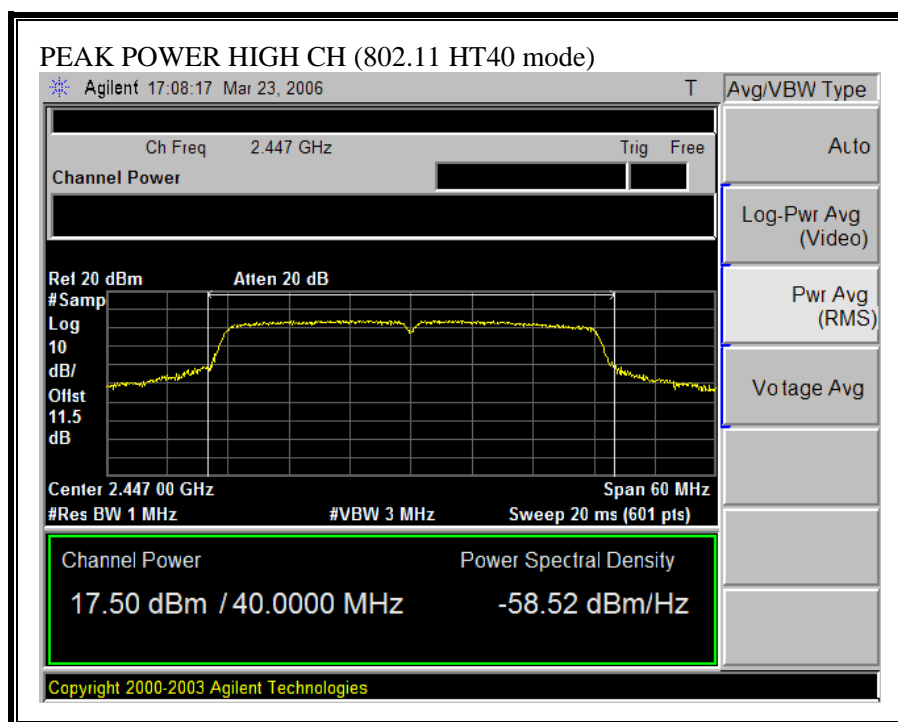 PEAK POWER HIGH CH (802.11 HT40 mode)
Agilent 17:08:17 Mar 23, 2006 T
Avg/VBW Type
Ch Freq 2.447 GHz Trig Free
Channel Power
Auto
Log-Pwr Avg
(Video)
Pwr Avg
(RMS)
Votage Avg
Ref 20 dBm Atten 20 dB
#Samp
Log
10
dB/
Offst
11.5
dB
Center 2.447 00 GHz Span 60 MHz
#Res BW 1 MHz #VBW 3 MHz Sweep 20 ms (601 pts)
Channel Power Power Spectral Density
17.50 dBm / 40.0000 MHz -58.52 dBm/Hz
Copyright 2000-2003 Agilent Technologies